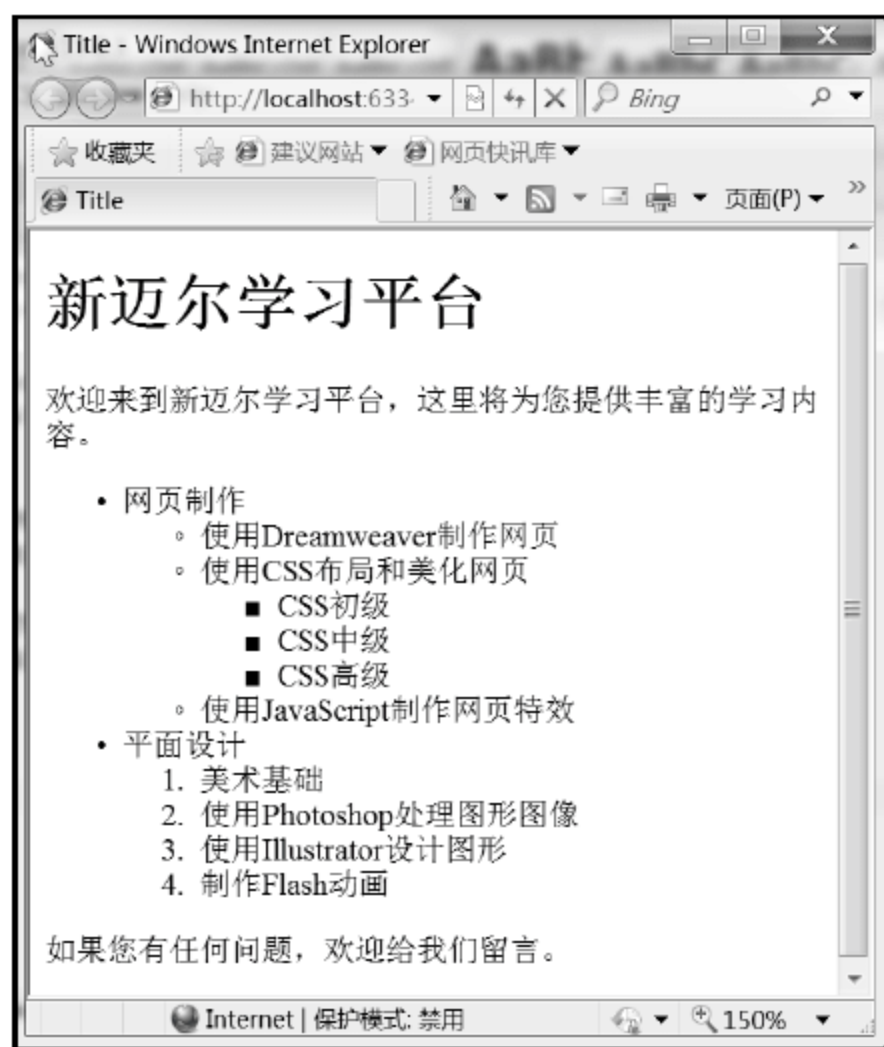 Title - Windows Internet Explorer
http://localhost:633
Bing
收藏夹 建议网站 网页快讯库
Title 页面(P) »
新迈尔学习平台
欢迎来到新迈尔学习平台，这里将为您提供丰富的学习内
容。
• 网页制作
◦ 使用Dreamweaver制作网页
◦ 使用CSS布局和美化网页
▪ CSS初级
▪ CSS中级
▪ CSS高级
◦ 使用JavaScript制作网页特效
• 平面设计
1. 美术基础
2. 使用Photoshop处理图形图像
3. 使用Illustrator设计图形
4. 制作Flash动画
如果您有任何问题，欢迎给我们留言。
Internet | 保护模式: 禁用 150%